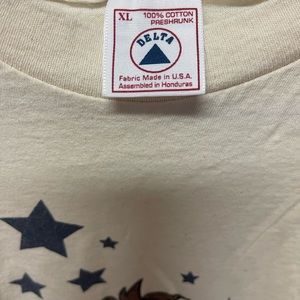 XL
100% COTTON
PRESHRUNK
DELTA
Fabric Made in U.S.A.
Assembled in Honduras